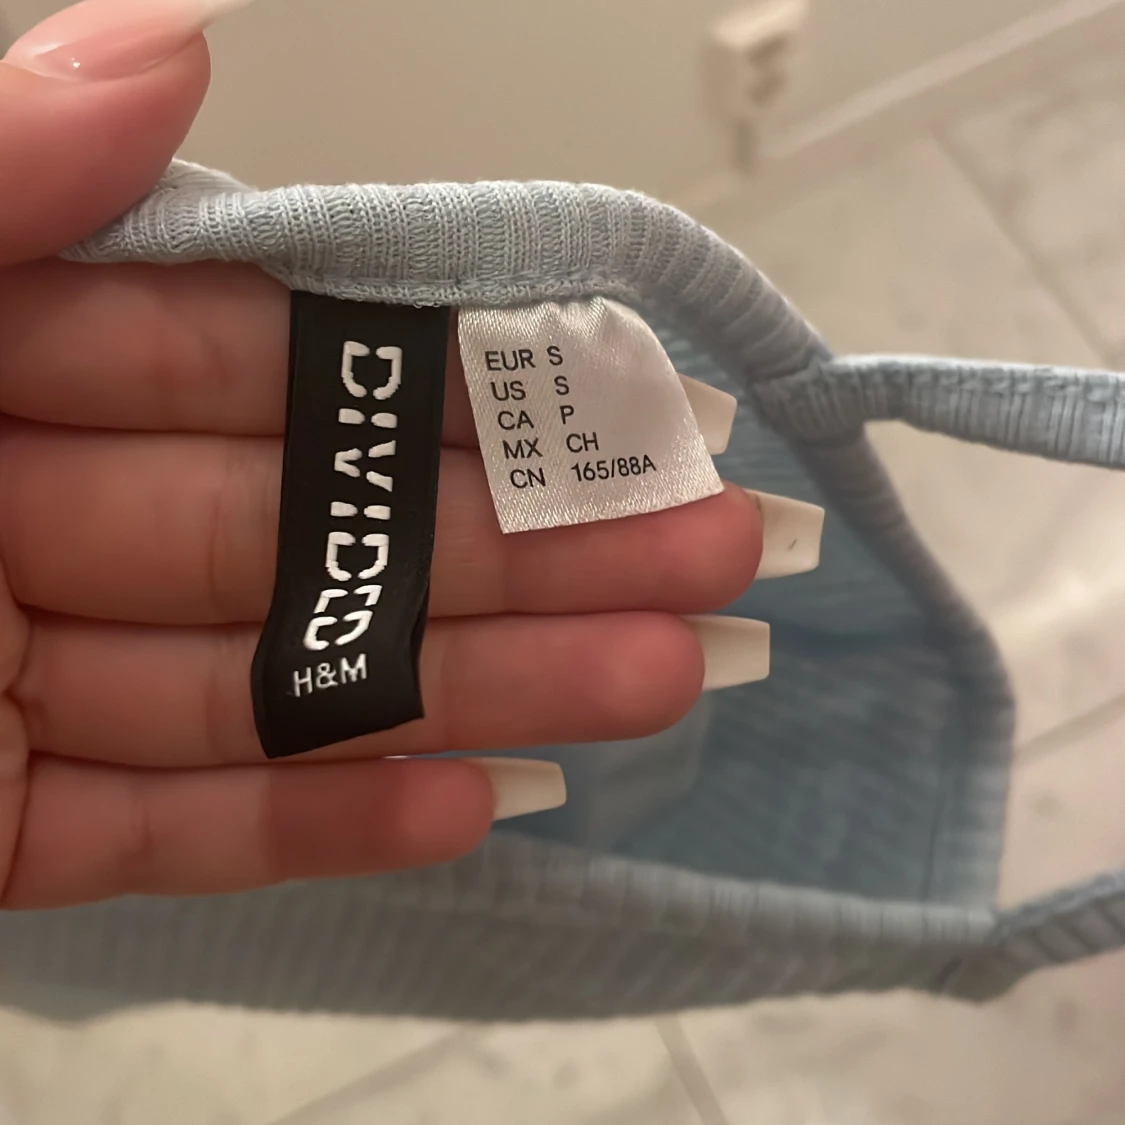 DIVIDED
H&M
EUR S
US S
CA P
MX CH
CN 165/88A